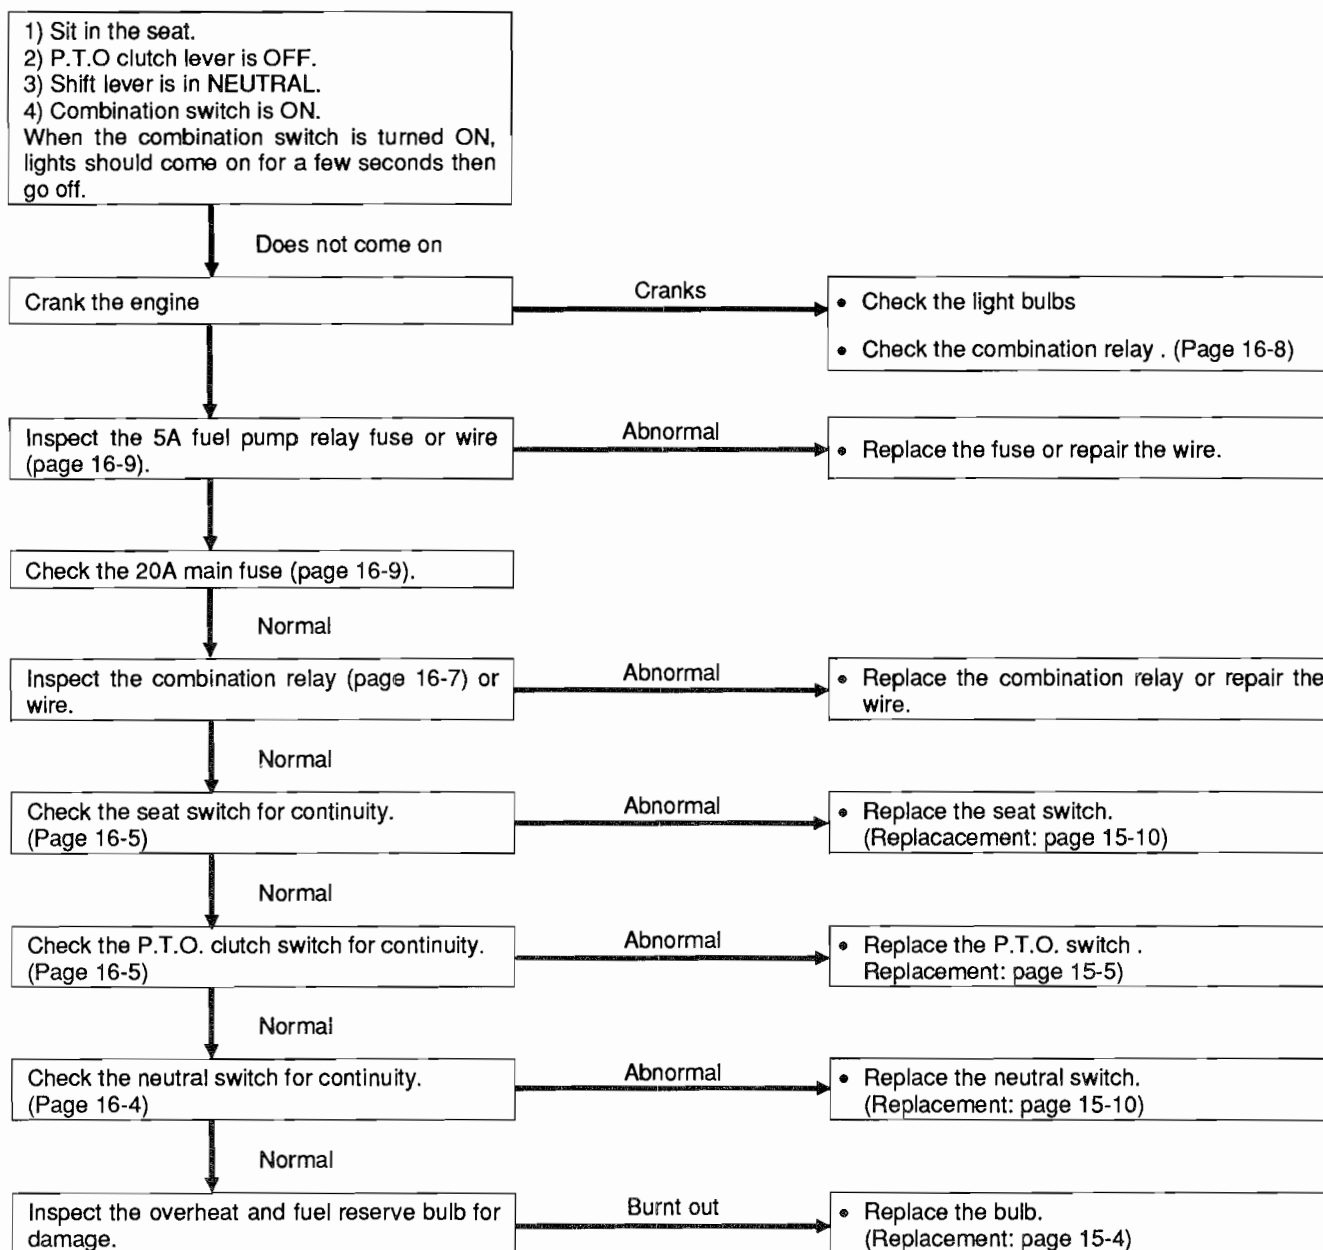 1) Sit in the seat.
2) P.T.O clutch lever is OFF.
3) Shift lever is in NEUTRAL.
4) Combination switch is ON.
When the combination switch is turned ON,
lights should come on for a few seconds then
go off.
Does not come on
Crank the engine
Cranks
• Check the light bulbs
• Check the combination relay . (Page 16-8)
Inspect the 5A fuel pump relay fuse or wire
(page 16-9).
Abnormal
• Replace the fuse or repair the wire.
Check the 20A main fuse (page 16-9).
Normal
Inspect the combination relay (page 16-7) or
wire.
Abnormal
• Replace the combination relay or repair the
wire.
Normal
Check the seat switch for continuity.
(Page 16-5)
Abnormal
• Replace the seat switch.
(Replacacement: page 15-10)
Normal
Check the P.T.O. clutch switch for continuity.
(Page 16-5)
Abnormal
• Replace the P.T.O. switch .
Replacement: page 15-5)
Normal
Check the neutral switch for continuity.
(Page 16-4)
Abnormal
• Replace the neutral switch.
(Replacement: page 15-10)
Normal
Inspect the overheat and fuel reserve bulb for
damage.
Burnt out
• Replace the bulb.
(Replacement: page 15-4)